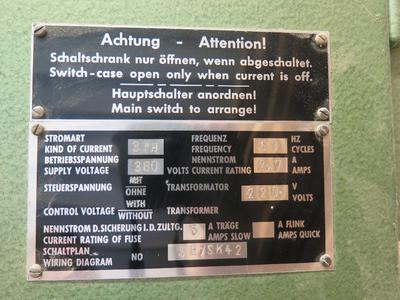 Achtung - Attention!
Schaltschrank nur öffnen, wenn abgeschaltet.
Switch-case open only when current is off.
Hauptschalter anordnen!
Main switch to arrange!
STROMART FREQUENZ HZ
KIND OF CURRENT FREQUENCY CYCLES
BETRIEBSSPANNUNG 380 NENNSTROM A
SUPPLY VOLTAGE VOLTS CURRENT RATING AMPS
MIT
STEUERSPANNUNG OHNE TRANSFORMATOR 220 V
WITH VOLTS
CONTROL VOLTAGE WITHOUT TRANSFORMER
NENNSTROM D.SICHERUNG I.D.ZULTG. A TRÄGE A FLINK
CURRENT RATING OF FUSE AMPS SLOW AMPS QUICK
SCHALTPLAN
WIRING DIAGRAM NO